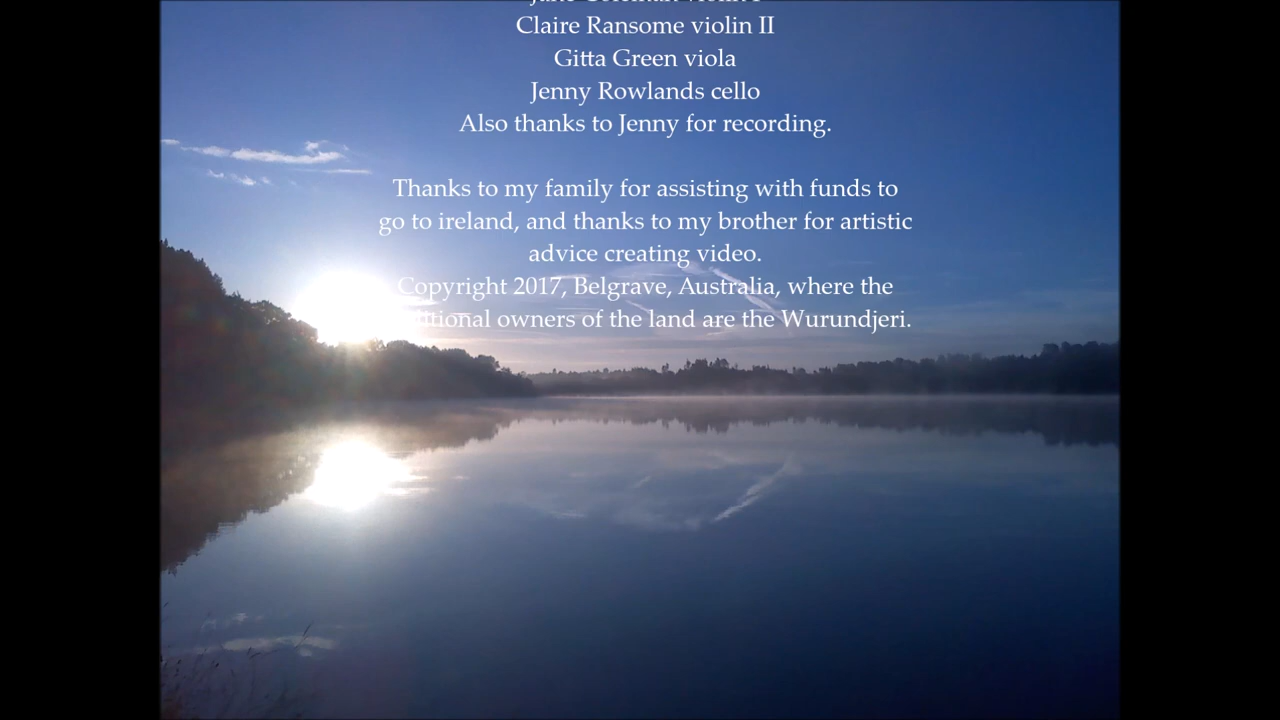 Claire Ransome violin II
Gitta Green viola
Jenny Rowlands cello
Also thanks to Jenny for recording.
Thanks to my family for assisting with funds to
go to ireland, and thanks to my brother for artistic
advice creating video.
Copyright 2017, Belgrave, Australia, where the
owners of the land are the Wurundjeri.